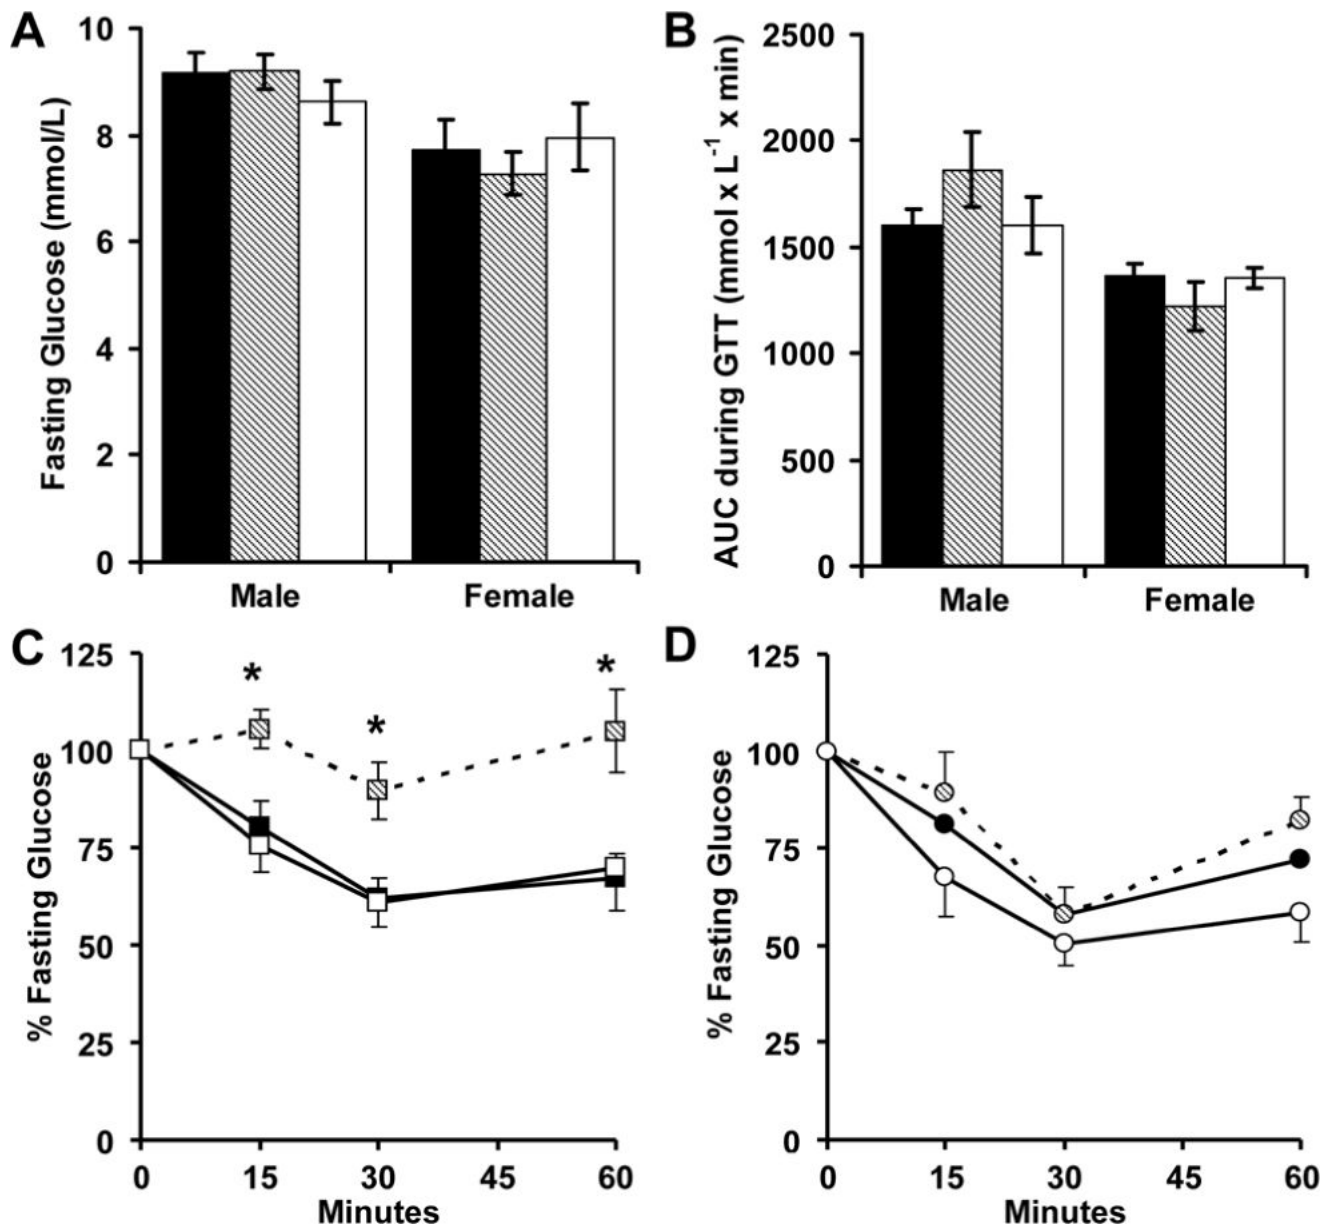 A
Fasting Glucose (mmol/L)
10
8
6
4
2
0
Male Female
B
AUC during GTT (mmol x L⁻¹ x min)
2500
2000
1500
1000
500
0
Male Female
C
% Fasting Glucose
125
100
75
50
25
0
* * *
0 15 30 45 60
Minutes
D
% Fasting Glucose
125
100
75
50
25
0
0 15 30 45 60
Minutes